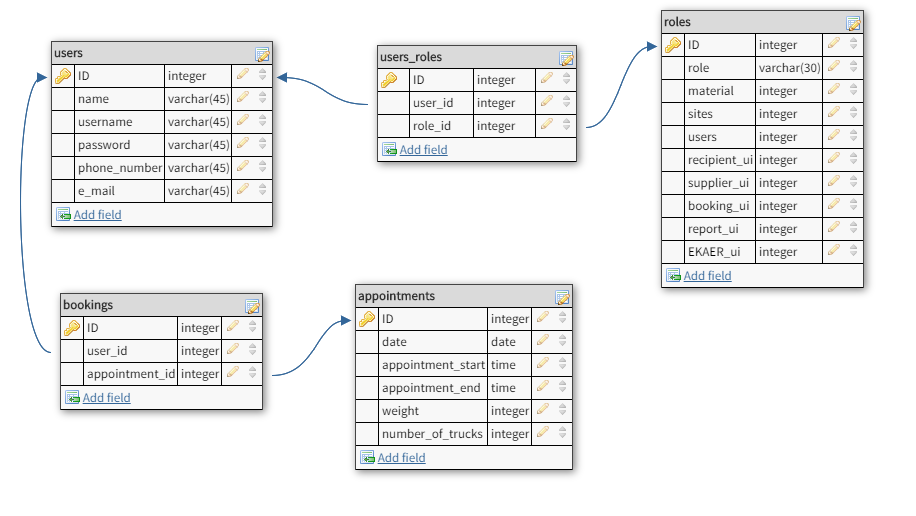 users
ID integer
name varchar(45)
username varchar(45)
password varchar(45)
phone_number varchar(45)
e_mail varchar(45)
Add field
users_roles
ID integer
user_id integer
role_id integer
Add field
roles
ID integer
role varchar(30)
material integer
sites integer
users integer
recipient_ui integer
supplier_ui integer
booking_ui integer
report_ui integer
EKAER_ui integer
Add field
bookings
ID integer
user_id integer
appointment_id integer
Add field
appointments
ID integer
date date
appointment_start time
appointment_end time
weight integer
number_of_trucks integer
Add field